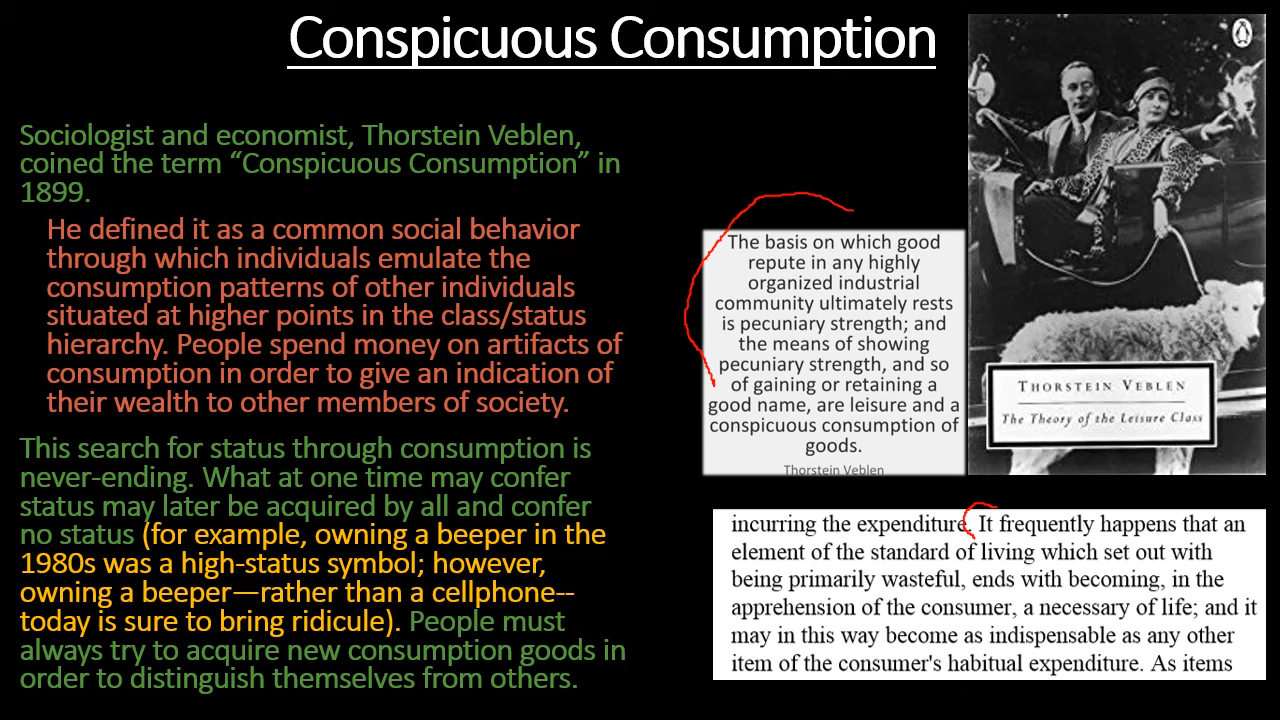 Conspicuous Consumption
Sociologist and economist, Thorstein Veblen,
coined the term “Conspicuous Consumption” in
1899.
He defined it as a common social behavior
through which individuals emulate the
consumption patterns of other individuals
situated at higher points in the class/status
hierarchy. People spend money on artifacts of
consumption in order to give an indication of
their wealth to other members of society.
This search for status through consumption is
never-ending. What at one time may confer
status may later be acquired by all and confer
no status (for example, owning a beeper in the
1980s was a high-status symbol; however,
owning a beeper—rather than a cellphone--
today is sure to bring ridicule). People must
always try to acquire new consumption goods in
order to distinguish themselves from others.
The basis on which good
repute in any highly
organized industrial
community ultimately rests
is pecuniary strength; and
the means of showing
pecuniary strength, and so
of gaining or retaining a
good name, are leisure and a
conspicuous consumption of
goods.
Thorstein Veblen
THORSTEIN VEBLEN
The Theory of the Leisure Class
incurring the expenditure. It frequently happens that an
element of the standard of living which set out with
being primarily wasteful, ends with becoming, in the
apprehension of the consumer, a necessary of life; and it
may in this way become as indispensable as any other
item of the consumer's habitual expenditure. As items